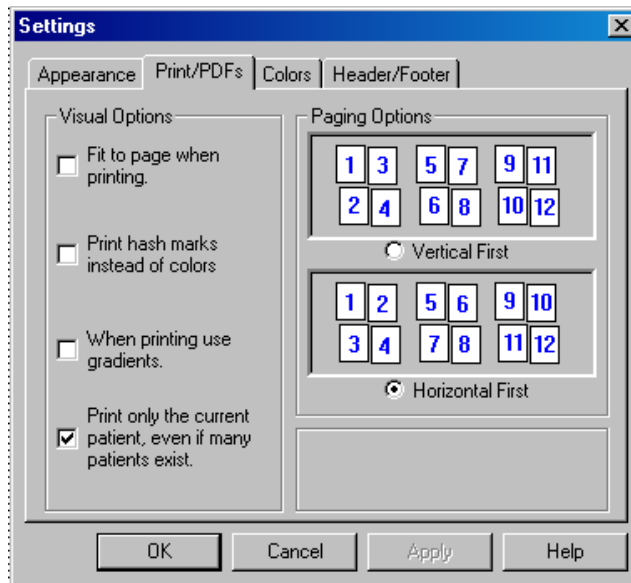 Settings
Appearance Print/PDFs Colors Header/Footer
Visual Options
Fit to page when
printing.
Print hash marks
instead of colors
When printing use
gradients.
Print only the current
patient, even if many
patients exist.
Paging Options
1 3 5 7 9 11
2 4 6 8 10 12
Vertical First
1 2 5 6 9 10
3 4 7 8 11 12
Horizontal First
OK Cancel Apply Help